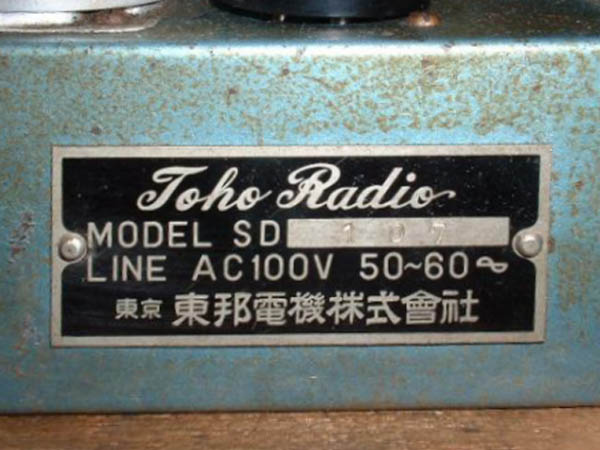 Toho Radio
MODEL SD 107
LINE AC100V 50~60∾
東京 東邦電機株式會社